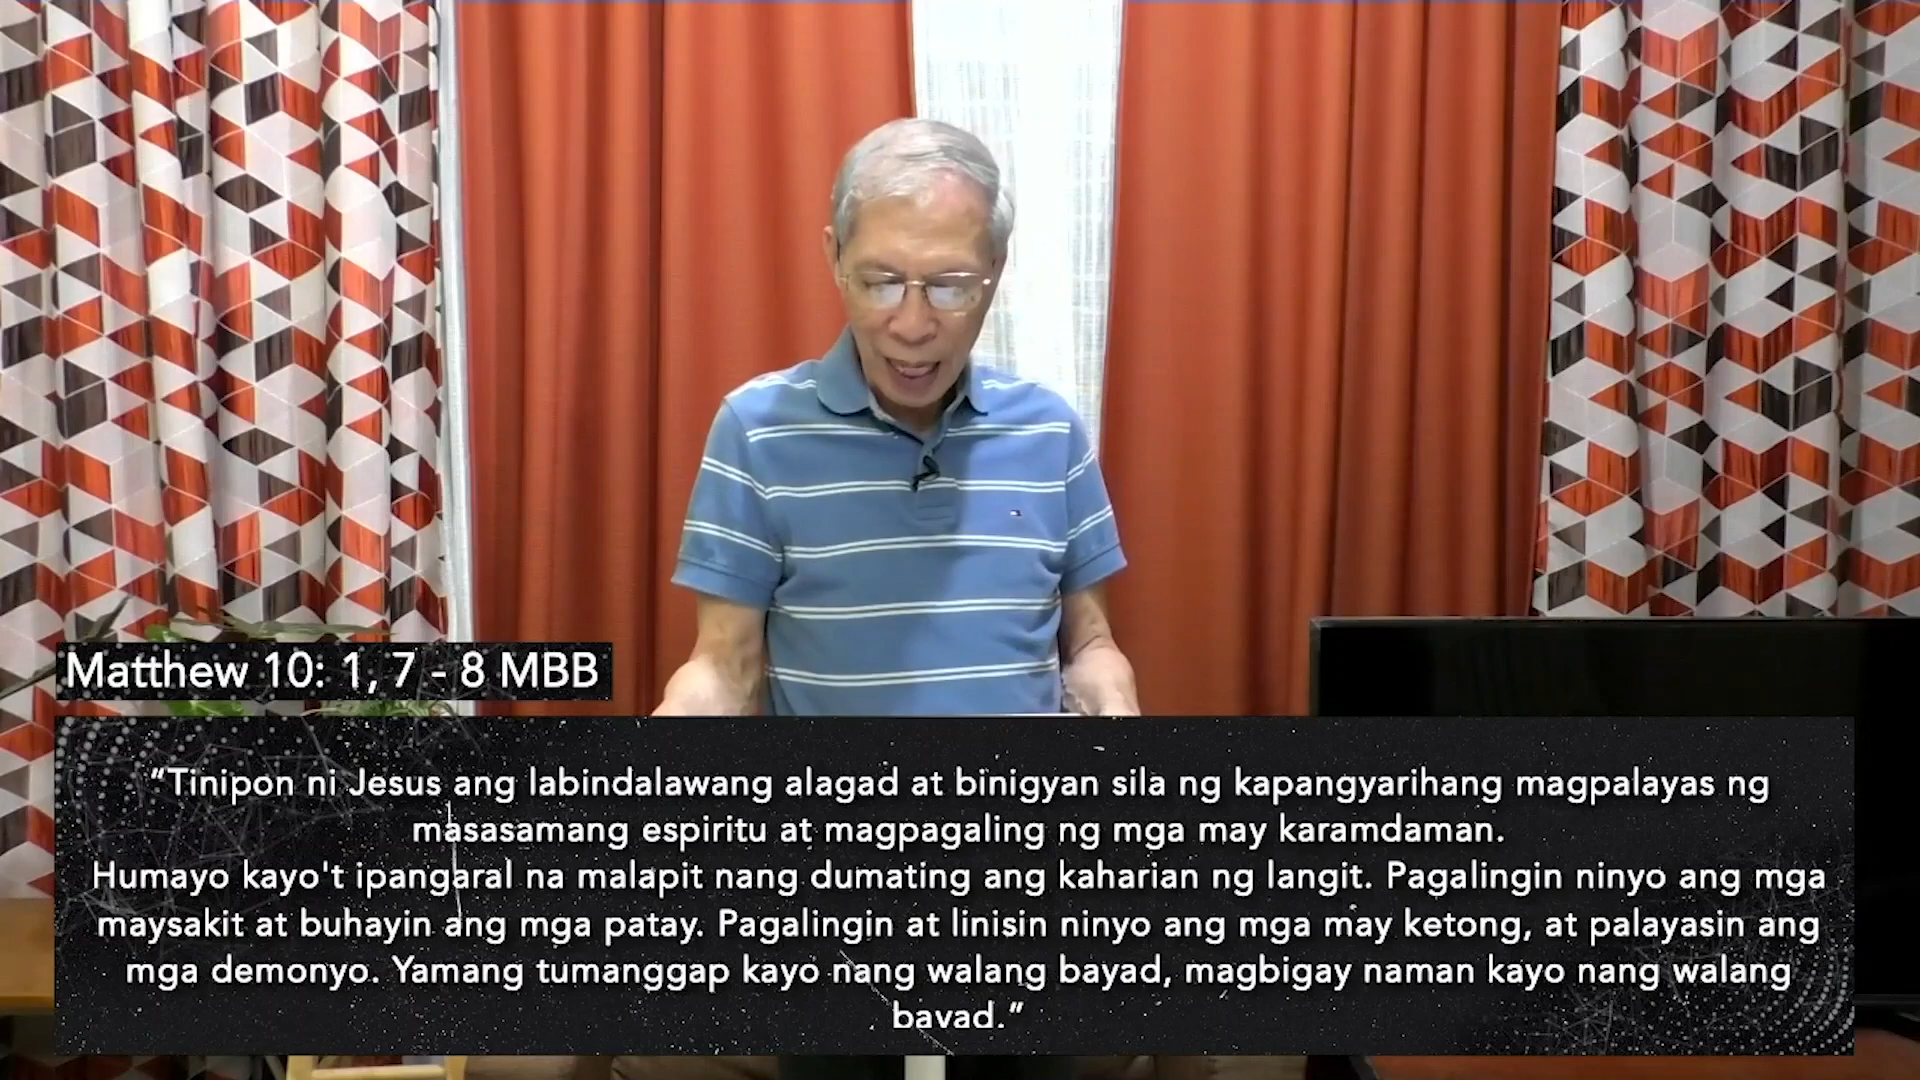 Matthew 10: 1, 7 - 8 MBB
“Tinipon ni Jesus ang labindalawang alagad at binigyan sila ng kapangyarihang magpalayas ng
masasamang espiritu at magpagaling ng mga may karamdaman.
Humayo kayo't ipangaral na malapit nang dumating ang kaharian ng langit. Pagalingin ninyo ang mga
maysakit at buhayin ang mga patay. Pagalingin at linisin ninyo ang mga may ketong, at palayasin ang
mga demonyo. Yamang tumanggap kayo nang walang bayad, magbigay naman kayo nang walang
bayad.”